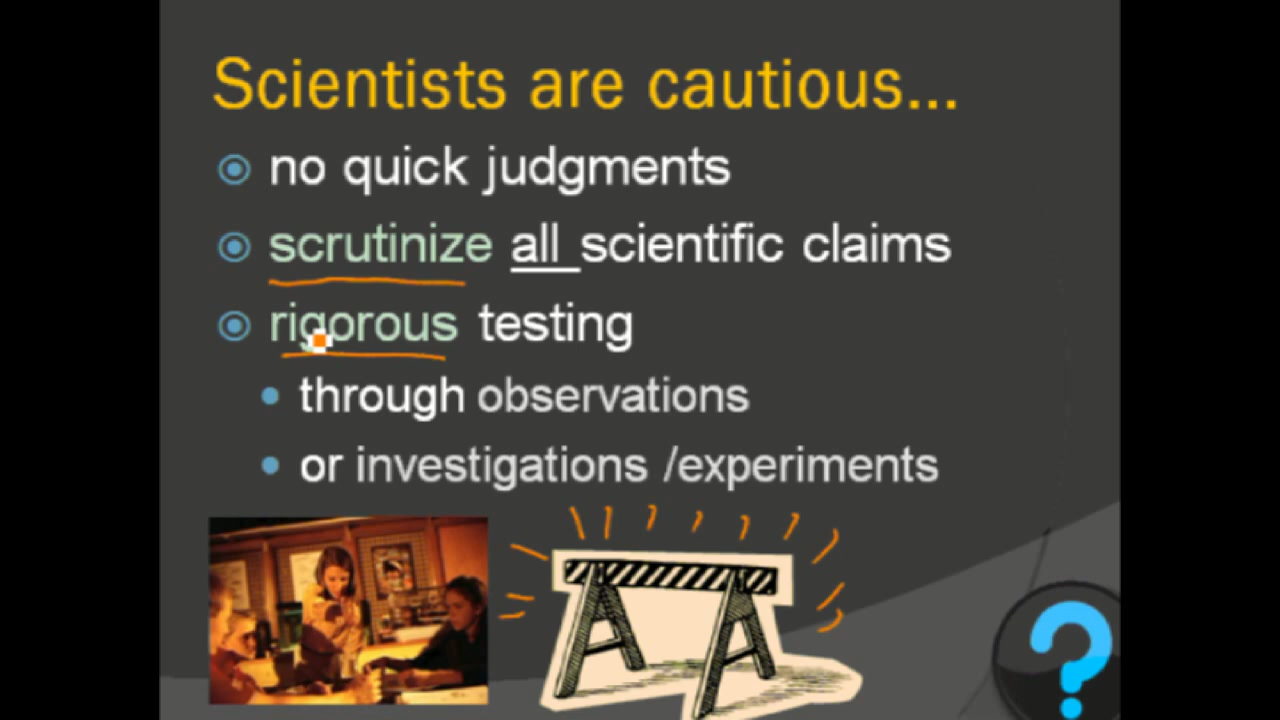 Scientists are cautious...
no quick judgments
scrutinize all scientific claims
rigorous testing
through observations
or investigations /experiments
?